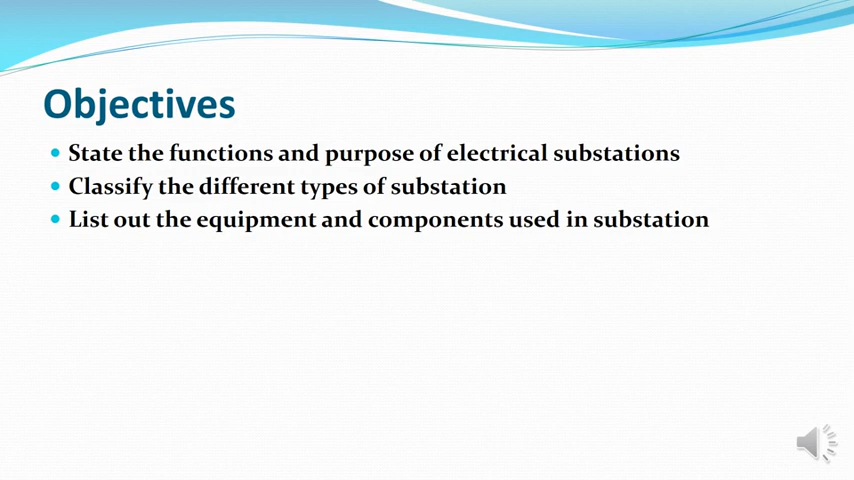 Objectives
• State the functions and purpose of electrical substations
• Classify the different types of substation
• List out the equipment and components used in substation